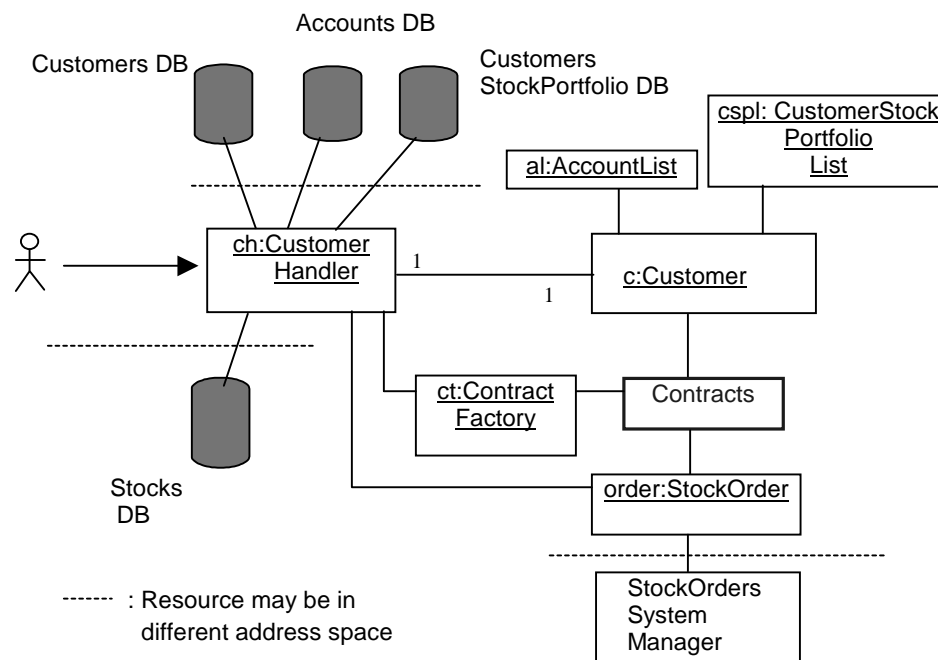 Accounts DB
Customers DB
Customers
StockPortfolio DB
cspl: CustomerStock
Portfolio
List
al:AccountList
ch:Customer
Handler
1
1
c:Customer
ct:Contract
Factory
Contracts
Stocks
DB
order:StockOrder
StockOrders
System
Manager
: Resource may be in
different address space